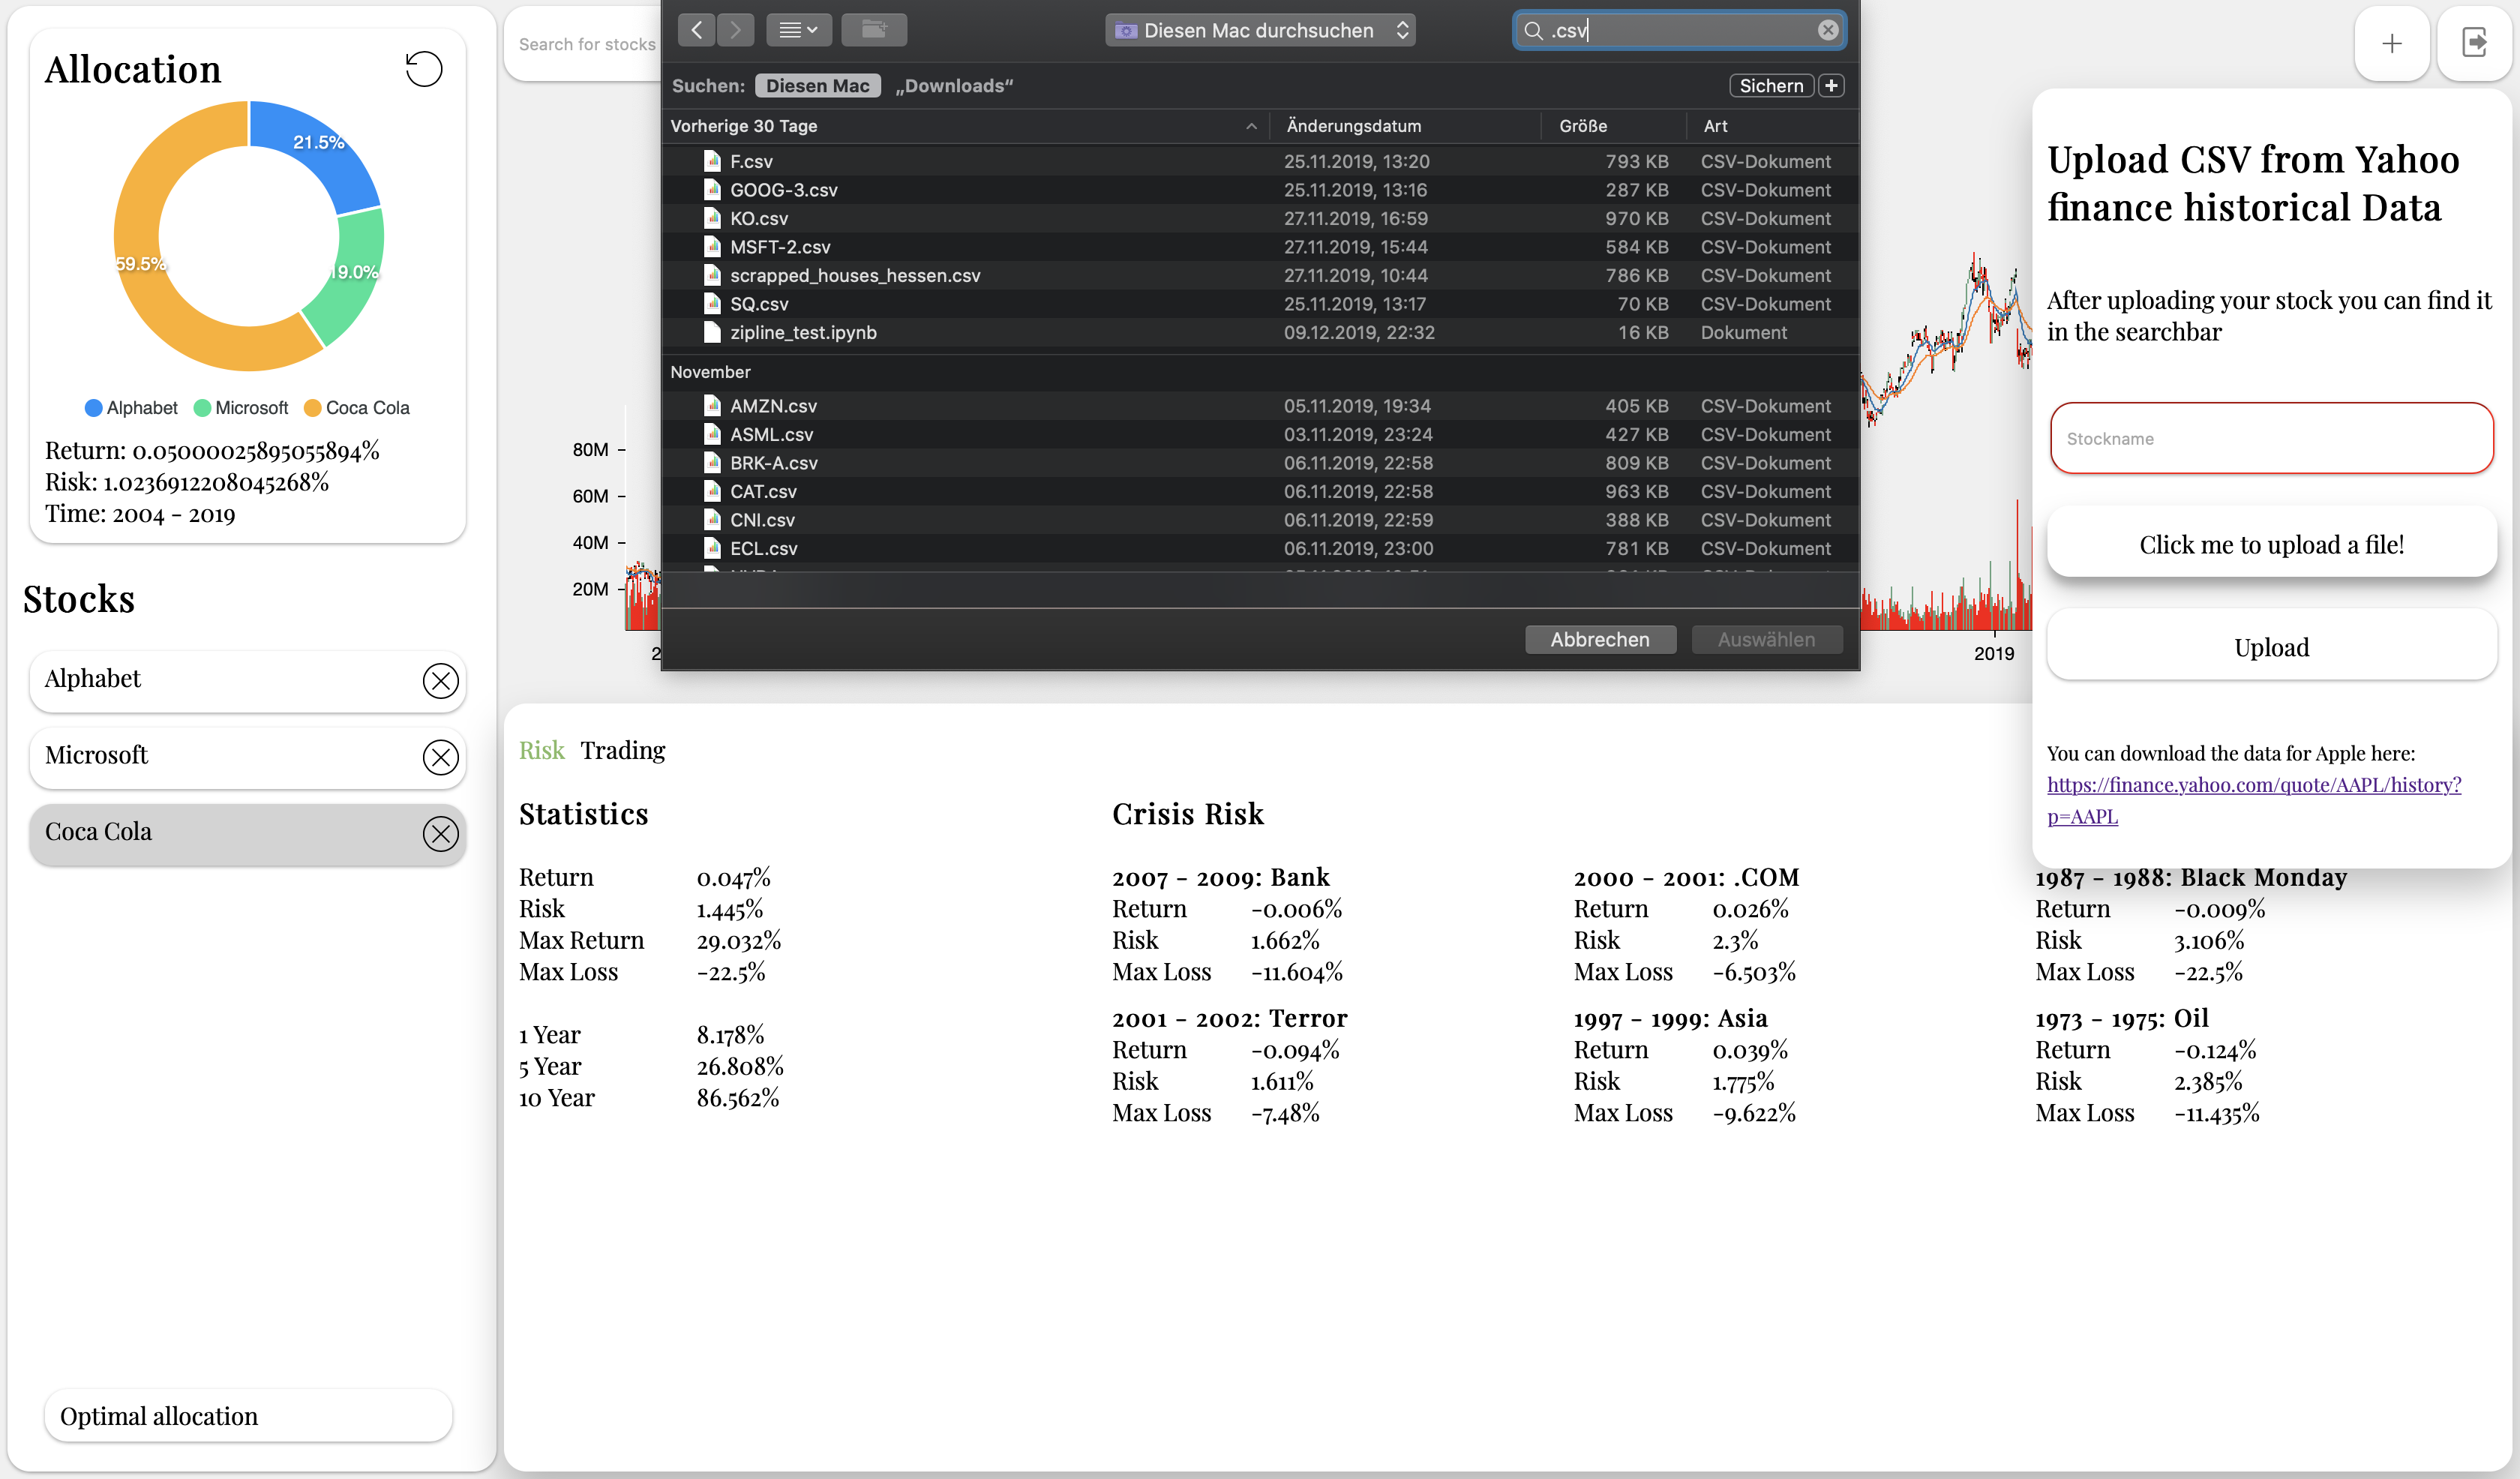 Allocation
21.5%
59.5%
19.0%
Alphabet Microsoft Coca Cola
Return: 0.05000025895055894%
Risk: 1.0236912208045268%
Time: 2004 - 2019
Stocks
Alphabet
Microsoft
Coca Cola
Optimal allocation
Search for stocks
Diesen Mac durchsuchen
.csv
Suchen: Diesen Mac „Downloads“ Sichern +
Vorherige 30 Tage Änderungsdatum Größe Art
F.csv 25.11.2019, 13:20 793 KB CSV-Dokument
GOOG-3.csv 25.11.2019, 13:16 287 KB CSV-Dokument
KO.csv 27.11.2019, 16:59 970 KB CSV-Dokument
MSFT-2.csv 27.11.2019, 15:44 584 KB CSV-Dokument
scrapped_houses_hessen.csv 27.11.2019, 10:44 786 KB CSV-Dokument
SQ.csv 25.11.2019, 13:17 70 KB CSV-Dokument
zipline_test.ipynb 09.12.2019, 22:32 16 KB Dokument
November
AMZN.csv 05.11.2019, 19:34 405 KB CSV-Dokument
ASML.csv 03.11.2019, 23:24 427 KB CSV-Dokument
BRK-A.csv 06.11.2019, 22:58 809 KB CSV-Dokument
CAT.csv 06.11.2019, 22:58 963 KB CSV-Dokument
CNI.csv 06.11.2019, 22:59 388 KB CSV-Dokument
ECL.csv 06.11.2019, 23:00 781 KB CSV-Dokument
Abbrechen Auswählen
80M
60M
40M
20M
2019
Upload CSV from Yahoo
finance historical Data
After uploading your stock you can find it
in the searchbar
Stockname
Click me to upload a file!
Upload
You can download the data for Apple here:
https://finance.yahoo.com/quote/AAPL/history?
p=AAPL
Risk Trading
Statistics
Return 0.047%
Risk 1.445%
Max Return 29.032%
Max Loss -22.5%
1 Year 8.178%
5 Year 26.808%
10 Year 86.562%
Crisis Risk
2007 - 2009: Bank
Return -0.006%
Risk 1.662%
Max Loss -11.604%
2000 - 2001: .COM
Return 0.026%
Risk 2.3%
Max Loss -6.503%
1987 - 1988: Black Monday
Return -0.009%
Risk 3.106%
Max Loss -22.5%
2001 - 2002: Terror
Return -0.094%
Risk 1.611%
Max Loss -7.48%
1997 - 1999: Asia
Return 0.039%
Risk 1.775%
Max Loss -9.622%
1973 - 1975: Oil
Return -0.124%
Risk 2.385%
Max Loss -11.435%